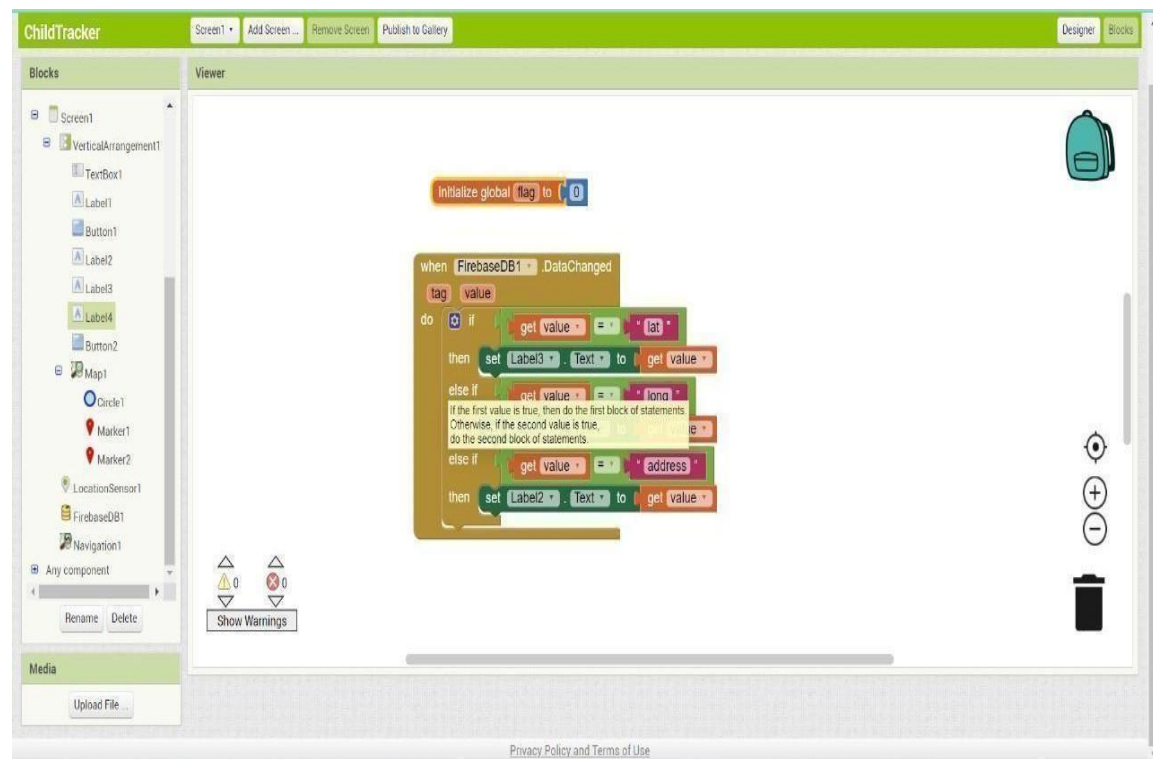 ChildTracker Screen1 Add Screen ... Remove Screen Publish to Gallery Designer Blocks
Blocks
Screen1
VerticalArrangement1
TextBox1
Label1
Button1
Label2
Label3
Label4
Button2
Map1
Circle1
Marker1
Marker2
LocationSensor1
FirebaseDB1
Navigation1
Any component
Rename Delete
Media
Upload File ...
Viewer
initialize global flag to 0
when FirebaseDB1 .DataChanged
tag value
do if get value = " lat "
then set Label3 . Text to get value
else if get value = " long "
If the first value is true, then do the first block of statements.
Otherwise, if the second value is true,
do the second block of statements.
else if get value = " address "
then set Label2 . Text to get value
0 0
Show Warnings
Privacy Policy and Terms of Use